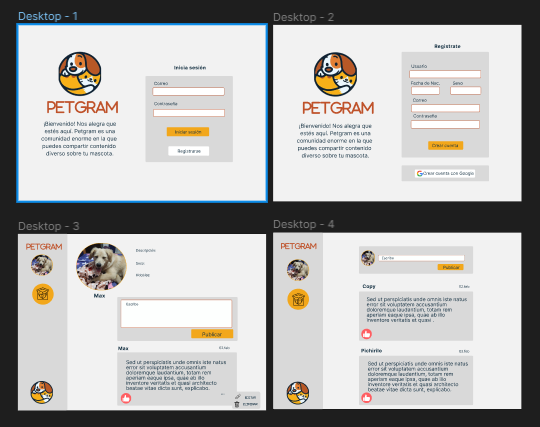 Desktop - 1
Inicia sesión
Correo
Contraseña
Iniciar sesión
Registrarse
PETGRAM
¡Bienvenido! Nos alegra que
estés aquí. Petgram es una
comunidad enorme en la que
puedes compartir contenido
diverso sobre tu mascota.
Desktop - 2
Regístrate
Usuario
Fecha de Nac.
Sexo
Correo
Contraseña
Crear cuenta
Crear cuenta con Google
PETGRAM
¡Bienvenido! Nos alegra que
estés aquí. Petgram es una
comunidad enorme en la que
puedes compartir contenido
diverso sobre tu mascota.
Desktop - 3
PETGRAM
Descripción
Sexo:
Max
Escribe
Publicar
Max
Sed ut perspiciatis unde omnis iste natus
error sit voluptatem accusantium
doloremque laudantium, totam rem
aperiam eaque ipsa, quae ab illo
inventore veritatis et quasi architecto
beatae vitae dicta sunt, explicabo.
Desktop - 4
PETGRAM
Escribe
Publicar
Copy
Sed ut perspiciatis unde omnis iste natus
error sit voluptatem accusantium
doloremque laudantium, totam rem
aperiam eaque ipsa, quae ab illo
inventore veritatis et quasi
Pichirilo
Sed ut perspiciatis unde omnis iste natus
error sit voluptatem accusantium
doloremque laudantium, totam rem
aperiam eaque ipsa, quae ab illo
inventore veritatis et quasi architecto
beatae vitae dicta sunt, explicabo.